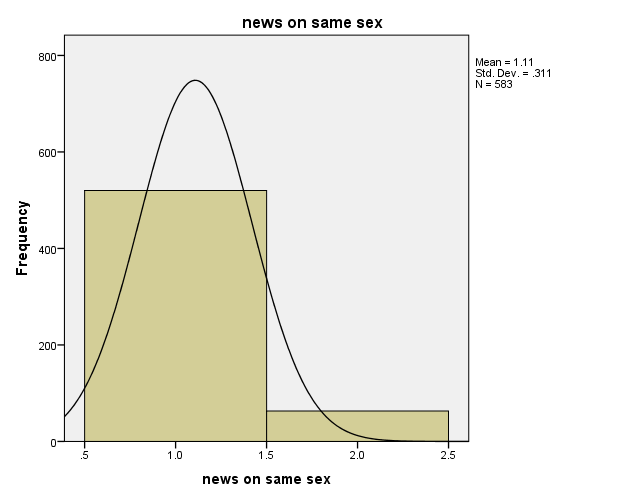 news on same sex
Mean = 1.11
Std. Dev. = .311
N = 583
Frequency
800
600
400
200
0
.5 1.0 1.5 2.0 2.5
news on same sex